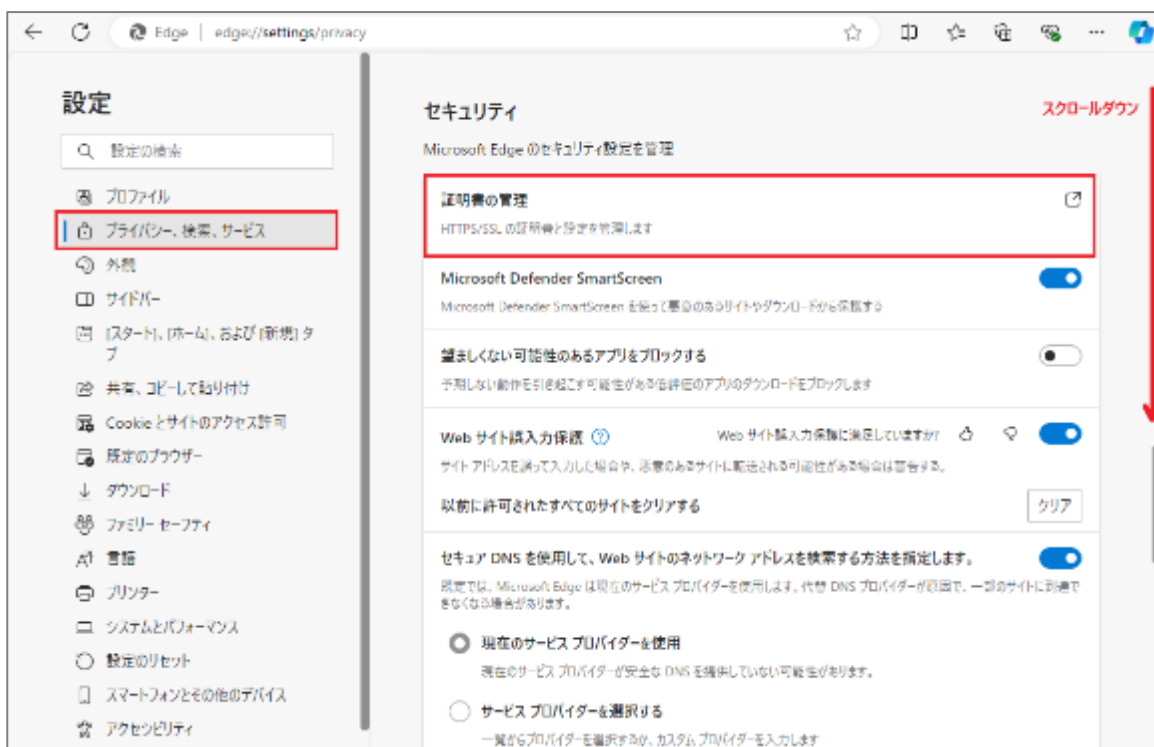 Edge | edge://settings/privacy
設定
設定の検索
プロファイル
プライバシー、検索、サービス
外観
サイドバー
[スタート]、[ホーム]、および [新規] タ
ブ
共有、コピーして貼り付け
Cookie とサイトのアクセス許可
既定のブラウザー
ダウンロード
ファミリー セーフティ
言語
プリンター
システムとパフォーマンス
設定のリセット
スマートフォンとその他のデバイス
アクセシビリティ
セキュリティ
スクロールダウン
Microsoft Edge のセキュリティ設定を管理
証明書の管理
HTTPS/SSL の証明書と設定を管理します
Microsoft Defender SmartScreen
Microsoft Defender SmartScreen を使って悪意のあるサイトやダウンロードから保護する
望ましくない可能性のあるアプリをブロックする
予期しない動作を引き起こす可能性がある低評価のアプリのダウンロードをブロックします
Web サイト誤入力保護
Web サイト誤入力保護に満足していますか?
サイト アドレスを誤って入力した場合や、悪意のあるサイトに転送される可能性がある場合は警告する。
以前に許可されたすべてのサイトをクリアする
クリア
セキュア DNS を使用して、Web サイトのネットワーク アドレスを検索する方法を指定します。
既定では、Microsoft Edge は現在のサービス プロバイダーを使用します。代替 DNS プロバイダーが原因で、一部のサイトに到達で
きなくなる場合があります。
現在のサービス プロバイダーを使用
現在のサービス プロバイダーが安全な DNS を提供していない可能性があります。
サービス プロバイダーを選択する
一覧からプロバイダーを選択するか、カスタム プロバイダーを入力します